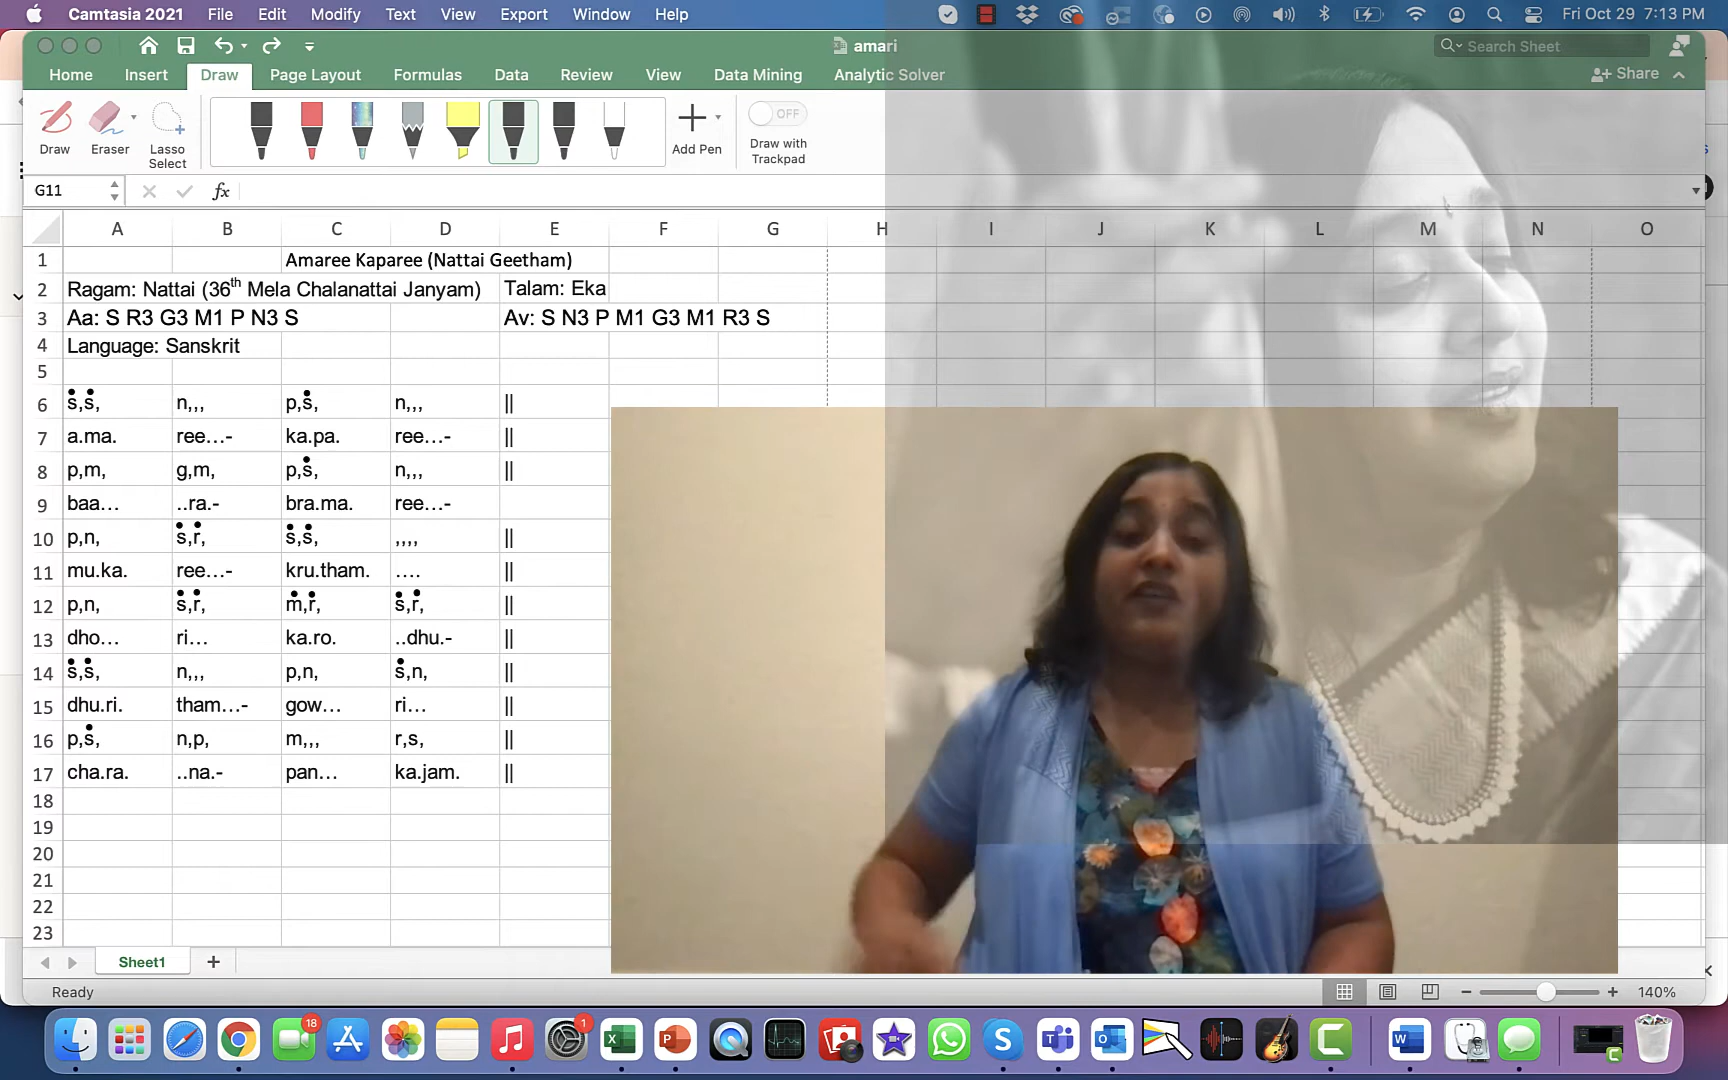 Camtasia 2021 File Edit Modify Text View Export Window Help Fri Oct 29 7:13 PM
amari Search Sheet
Home Insert Draw Page Layout Formulas Data Review View Data Mining Analytic Solver Share
Draw Eraser Lasso Select Add Pen OFF Draw with Trackpad
G11 fx
A B C D E F G H I J K L M N O
1 Amaree Kaparee (Nattai Geetham)
2 Ragam: Nattai (36th Mela Chalanattai Janyam) Talam: Eka
3 Aa: S R3 G3 M1 P N3 S Av: S N3 P M1 G3 M1 R3 S
4 Language: Sanskrit
5
6 ṡ,ṡ, n,,, p,ṡ, n,,, ||
7 a.ma. ree...- ka.pa. ree...- ||
8 p,m, g,m, p,ṡ, n,,, ||
9 baa... ..ra.- bra.ma. ree...-
10 p,n, ṡ,ṙ, ṡ,ṡ, ,,,, ||
11 mu.ka. ree...- kru.tham. .... ||
12 p,n, ṡ,ṙ, ṁ,ṙ, ṡ,ṙ, ||
13 dho... ri... ka.ro. ..dhu.- ||
14 ṡ,ṡ, n,,, p,n, ṡ,n, ||
15 dhu.ri. tham...- gow... ri... ||
16 p,ṡ, n,p, m,,, r,s, ||
17 cha.ra. ..na.- pan... ka.jam. ||
18
19
20
21
22
23
Sheet1
Ready 140%
18 1